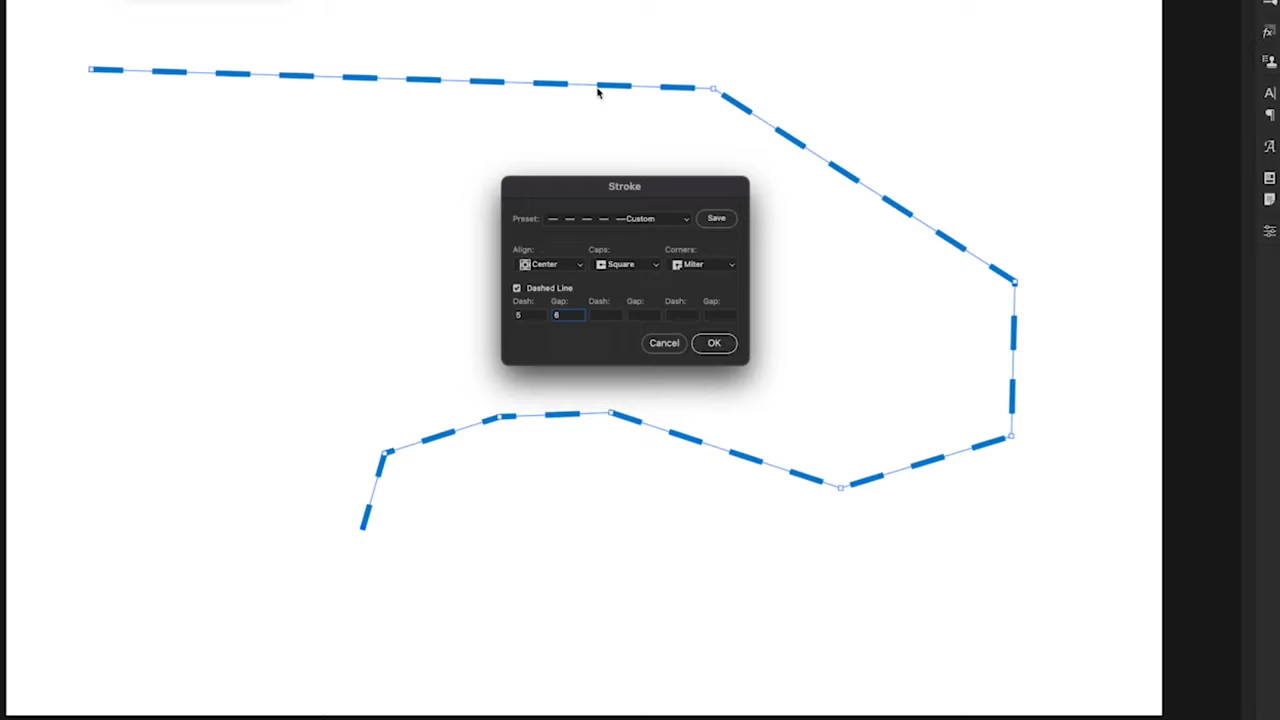 Stroke
Preset: Custom Save
Align: Caps: Corners:
Center Square Miter
Dashed Line
Dash: Gap: Dash: Gap: Dash: Gap:
5 6
Cancel OK
fx
A|
¶
A